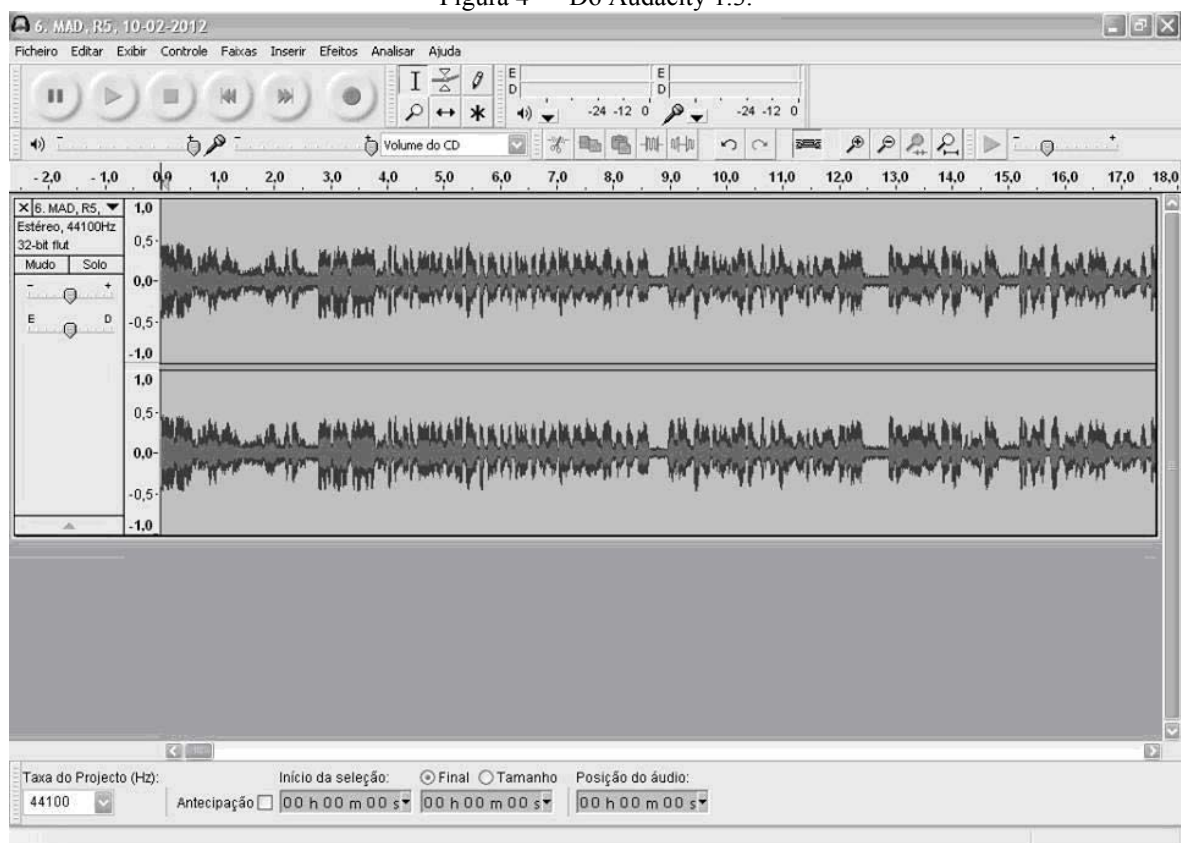 Figura 4 — Do Audacity 1.3.
6. MAD, R5, 10-02-2012
Ficheiro Editar Exibir Controle Faixas Inserir Efeitos Analisar Ajuda
E
D
-24 -12 0
E
D
-24 -12 0
- + - + Volume do CD - +
- 2,0 - 1,0 0,0 1,0 2,0 3,0 4,0 5,0 6,0 7,0 8,0 9,0 10,0 11,0 12,0 13,0 14,0 15,0 16,0 17,0 18,0
X 6. MAD, R5,
Estéreo, 44100Hz
32-bit flut
Mudo Solo
- +
E D
1,0
0,5-
0,0-
-0,5-
-1,0
1,0
0,5-
0,0-
-0,5-
-1,0
Taxa do Projecto (Hz): Início da seleção: Final Tamanho Posição do áudio:
44100 Antecipação 00 h 00 m 00 s 00 h 00 m 00 s 00 h 00 m 00 s